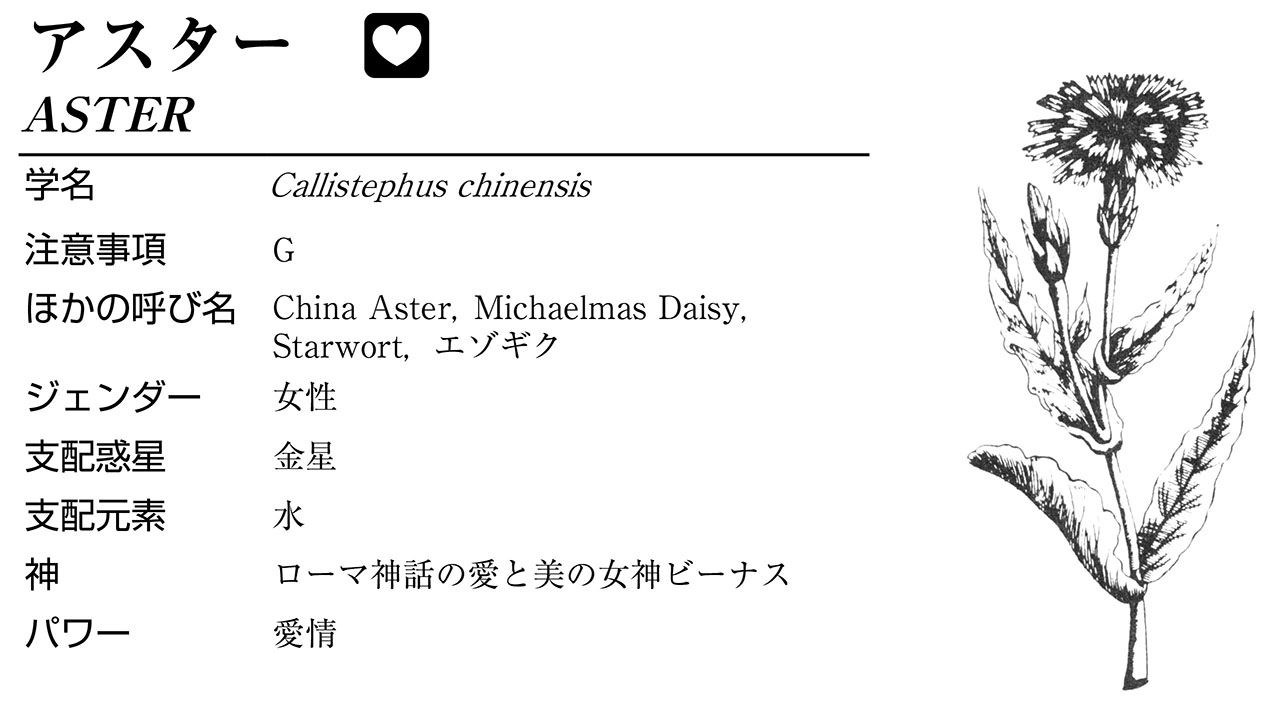 アスター
ASTER
学名 Callistephus chinensis
注意事項 G
ほかの呼び名 China Aster, Michaelmas Daisy,
Starwort, エゾギク
ジェンダー 女性
支配惑星 金星
支配元素 水
神 ローマ神話の愛と美の女神ビーナス
パワー 愛情